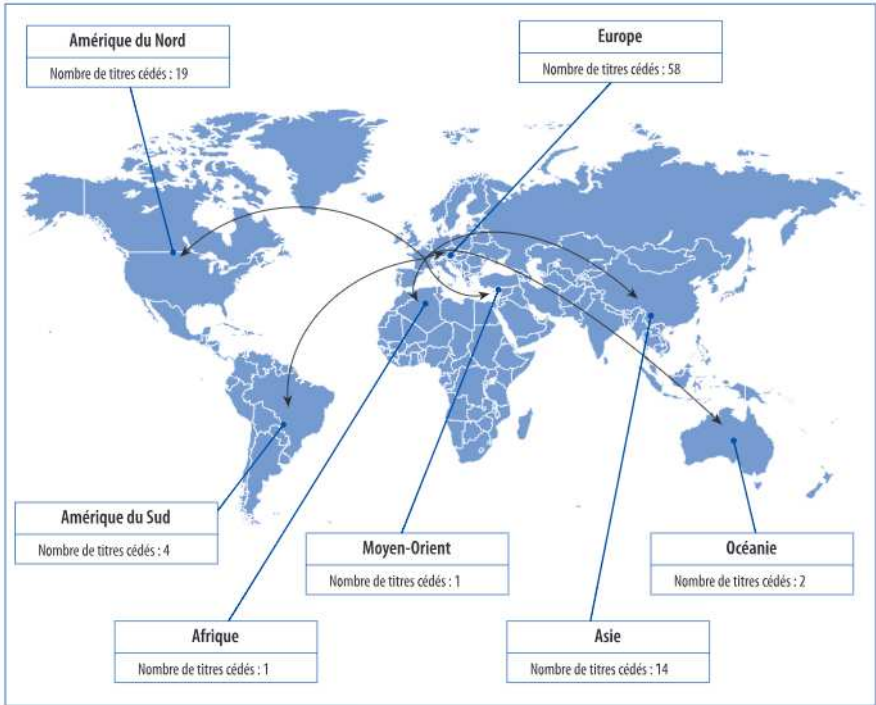 Amérique du Nord
Nombre de titres cédés : 19
Europe
Nombre de titres cédés : 58
Amérique du Sud
Nombre de titres cédés : 4
Moyen-Orient
Nombre de titres cédés : 1
Océanie
Nombre de titres cédés : 2
Afrique
Nombre de titres cédés : 1
Asie
Nombre de titres cédés : 14